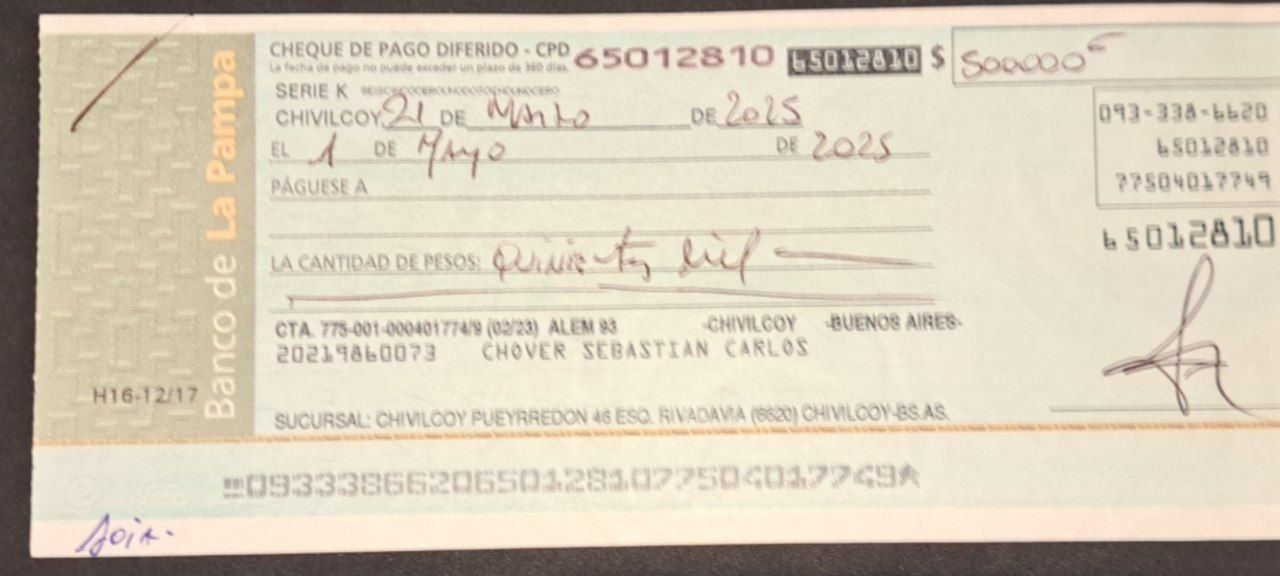 Banco de La Pampa
H16-12/17
CHEQUE DE PAGO DIFERIDO - CPD 65012810 65012810 $ 500000
La fecha de pago no puede exceder un plazo de 360 días.
SERIE K
CHIVILCOY 21 DE Marzo DE 2025
EL 1 DE Mayo DE 2025
PÁGUESE A
LA CANTIDAD DE PESOS: Quinientos mil
CTA. 775-001-000401774/9 (02/23) ALEM 93 -CHIVILCOY -BUENOS AIRES-
20219860073 CHOVER SEBASTIAN CARLOS
SUCURSAL: CHIVILCOY PUEYRREDON 46 ESQ. RIVADAVIA (6620) CHIVILCOY-BS.AS.
093-338-6620
65012810
77504017749
65012810
09333866206501281077504017749